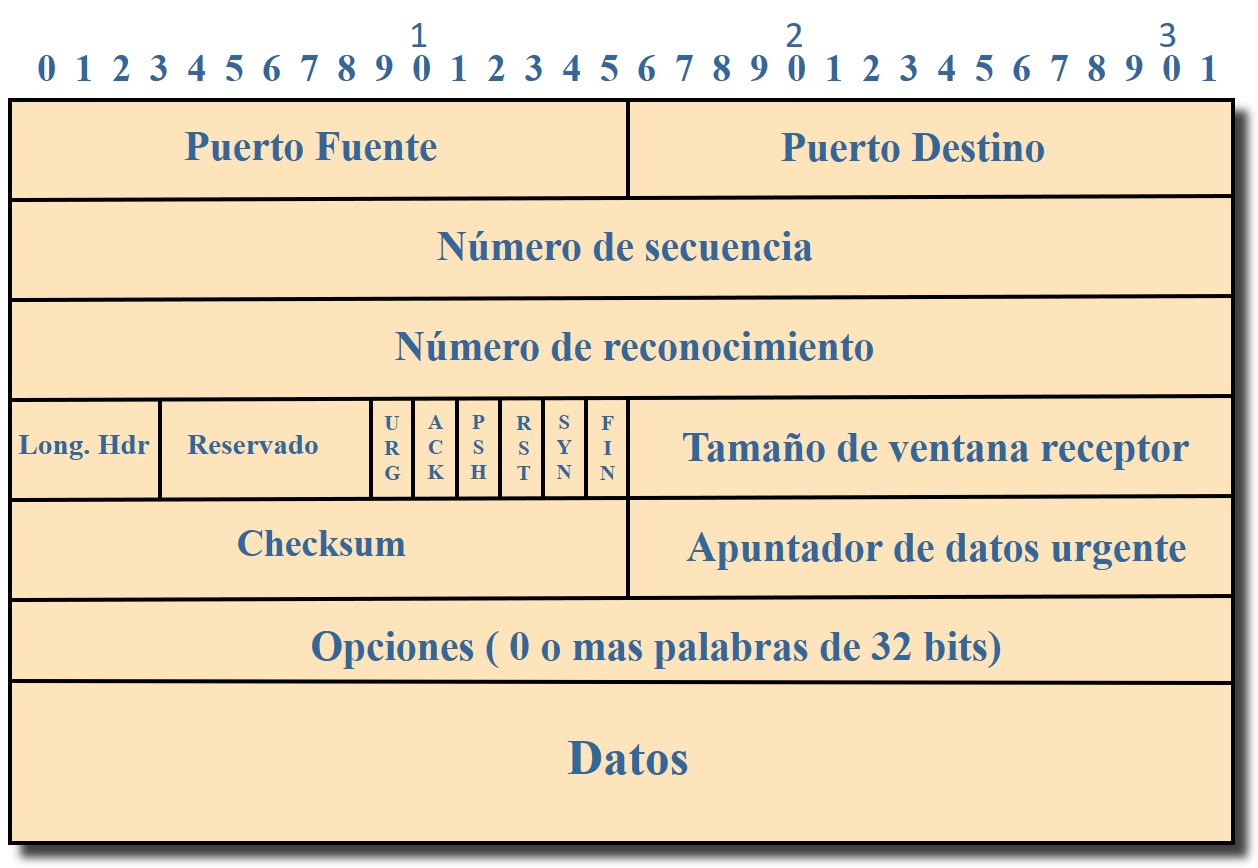 1 2 3
0 1 2 3 4 5 6 7 8 9 0 1 2 3 4 5 6 7 8 9 0 1 2 3 4 5 6 7 8 9 0 1
Puerto Fuente Puerto Destino
Número de secuencia
Número de reconocimiento
Long. Hdr Reservado URG ACK PSH RST SYN FIN Tamaño de ventana receptor
Checksum Apuntador de datos urgente
Opciones ( 0 o mas palabras de 32 bits)
Datos